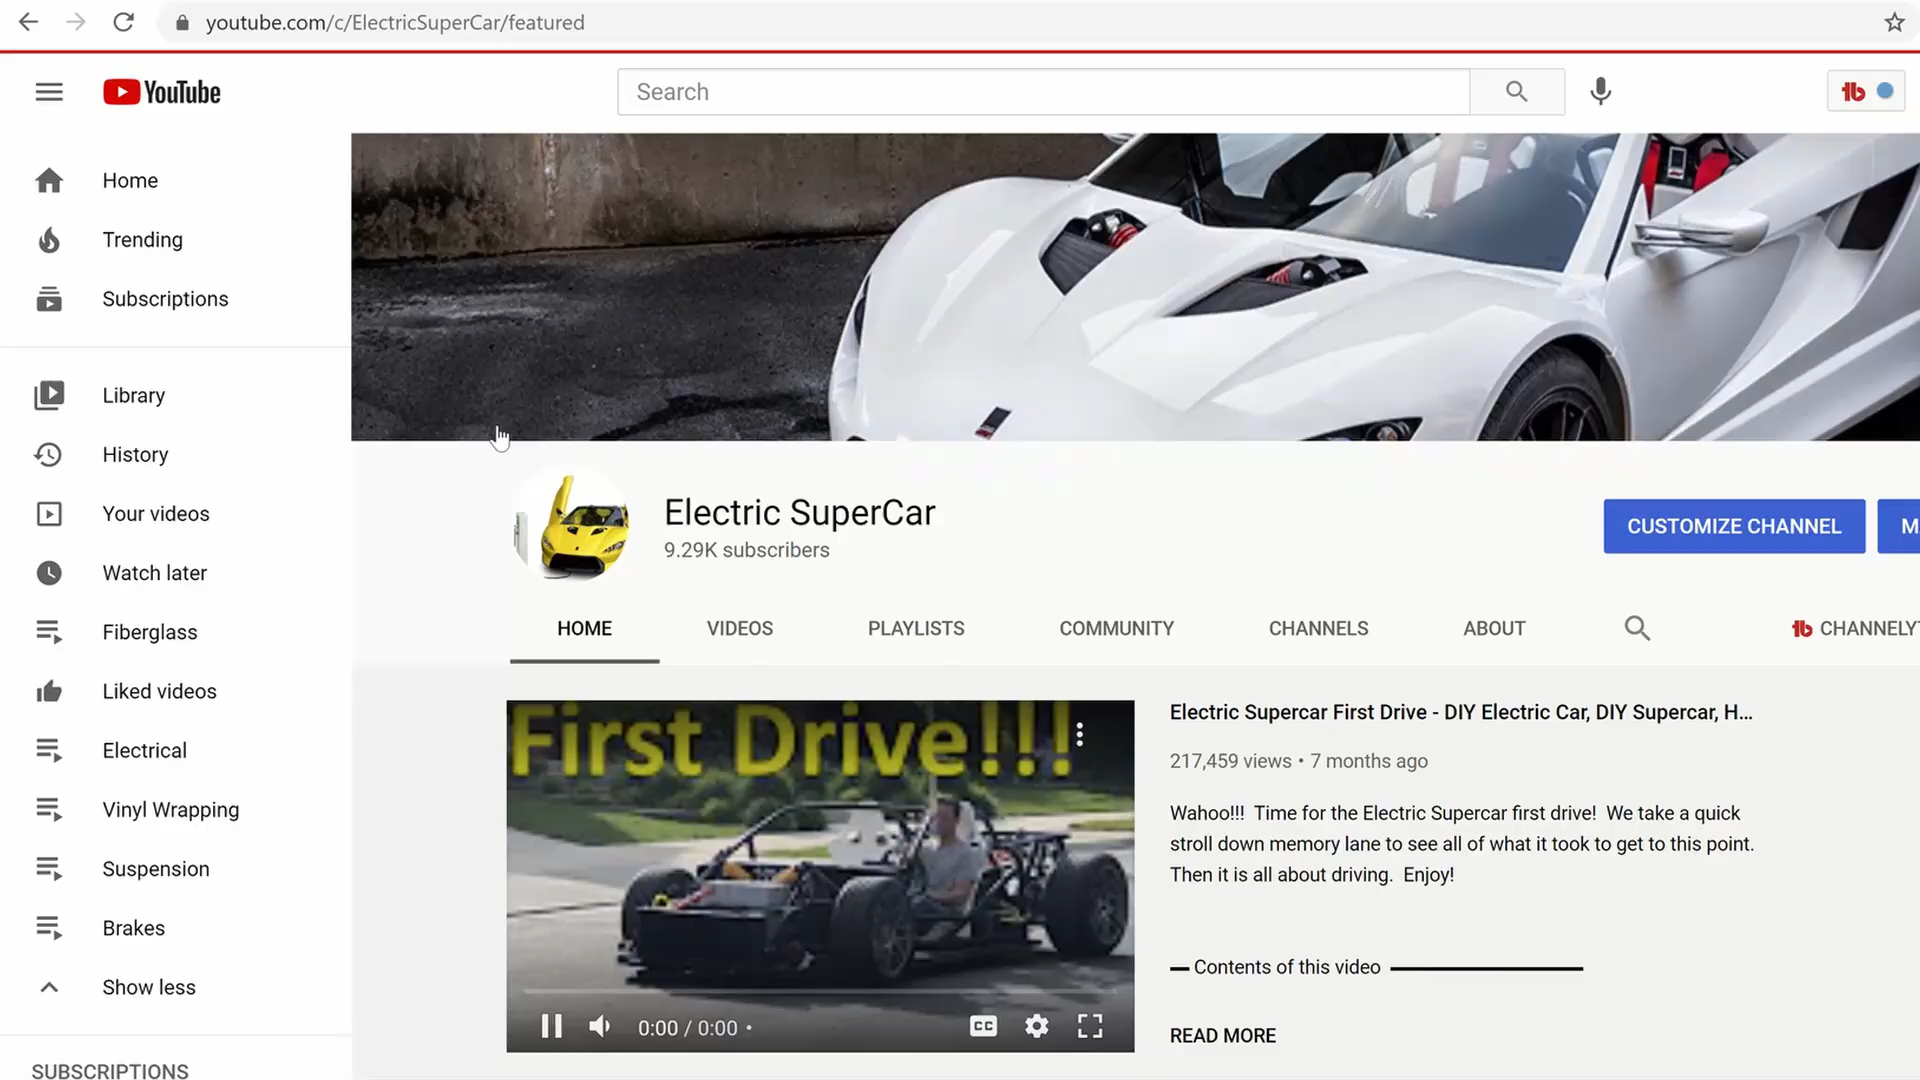 youtube.com/c/ElectricSuperCar/featured
YouTube
Search
Home
Trending
Subscriptions
Library
History
Your videos
Watch later
Fiberglass
Liked videos
Electrical
Vinyl Wrapping
Suspension
Brakes
Show less
SUBSCRIPTIONS
Electric SuperCar
9.29K subscribers
CUSTOMIZE CHANNEL
M
HOME
VIDEOS
PLAYLISTS
COMMUNITY
CHANNELS
ABOUT
CHANNELY
First Drive!!!
0:00 / 0:00 •
CC
Electric Supercar First Drive - DIY Electric Car, DIY Supercar, H...
217,459 views • 7 months ago
Wahoo!!! Time for the Electric Supercar first drive! We take a quick
stroll down memory lane to see all of what it took to get to this point.
Then it is all about driving. Enjoy!
Contents of this video
READ MORE